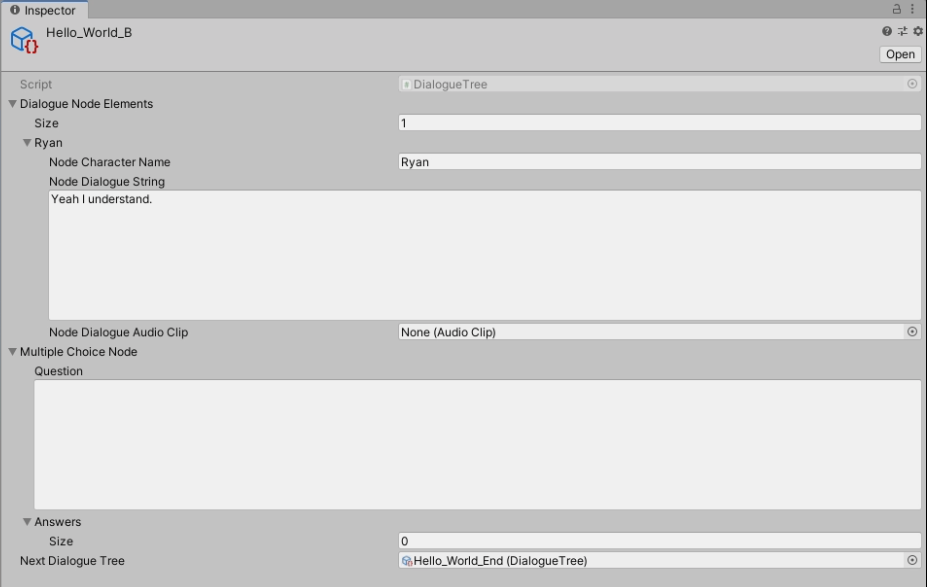 Inspector
Hello_World_B
Open
Script DialogueTree
Dialogue Node Elements
Size 1
Ryan
Node Character Name Ryan
Node Dialogue String
Yeah I understand.
Node Dialogue Audio Clip None (Audio Clip)
Multiple Choice Node
Question
Answers
Size 0
Next Dialogue Tree Hello_World_End (DialogueTree)